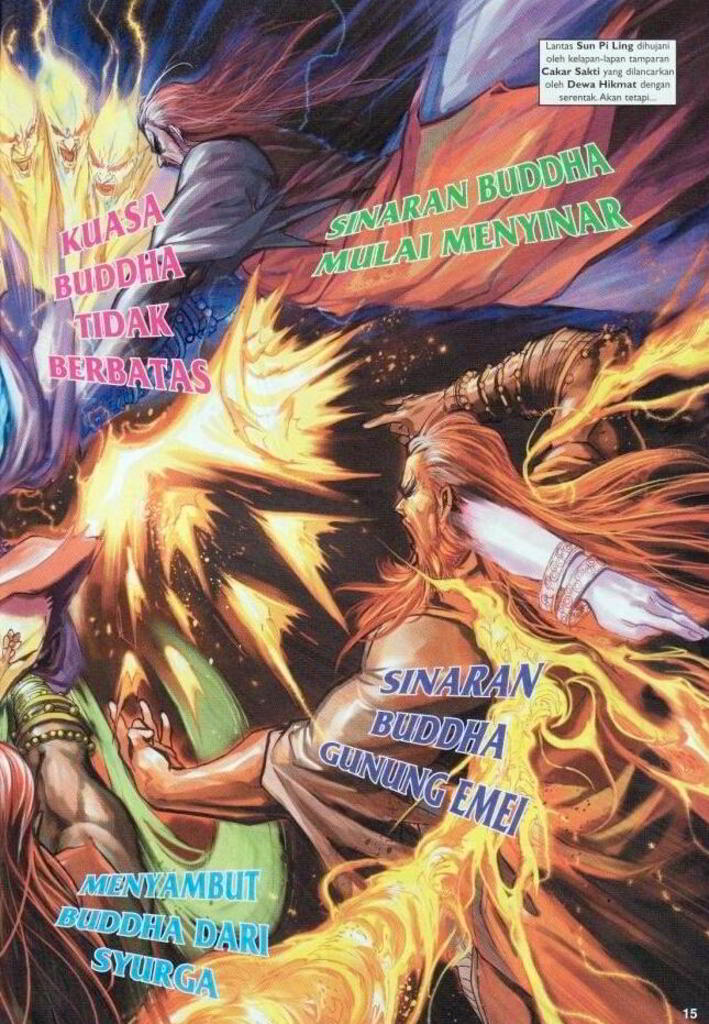 Lantas Sun Pi Ling dihujani
oleh kelapan-lapan tamparan
Cakar Sakti yang dilancarkan
oleh Dewa Hikmat dengan
serentak. Akan tetapi...
SINARAN BUDDHA
MULAI MENYINAR
KUASA
BUDDHA
TIDAK
BERBATAS
SINARAN
BUDDHA
GUNUNG EMEI
MENYAMBUT
BUDDHA DARI
SYURGA
15